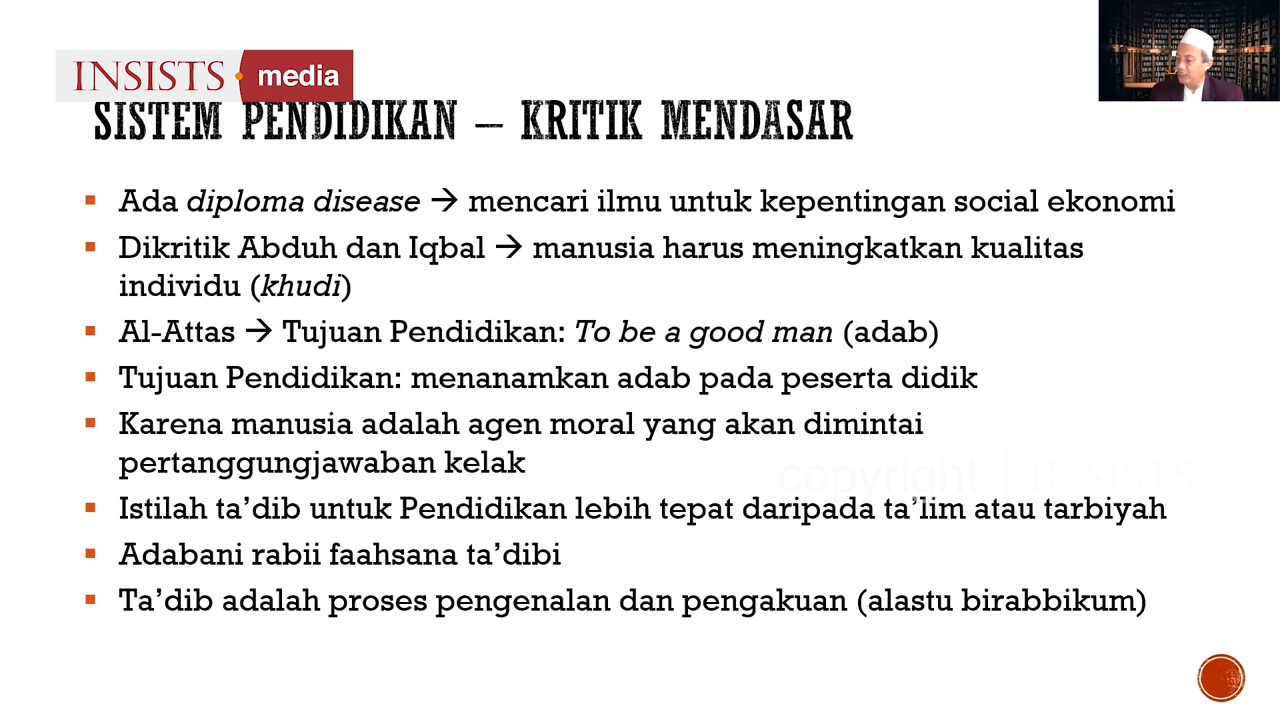 INSISTS media
SISTEM PENDIDIKAN – KRITIK MENDASAR
▪ Ada diploma disease → mencari ilmu untuk kepentingan social ekonomi
▪ Dikritik Abduh dan Iqbal → manusia harus meningkatkan kualitas
individu (khudi)
▪ Al-Attas → Tujuan Pendidikan: To be a good man (adab)
▪ Tujuan Pendidikan: menanamkan adab pada peserta didik
▪ Karena manusia adalah agen moral yang akan dimintai
pertanggungjawaban kelak
copyright | INSISTS
▪ Istilah ta’dib untuk Pendidikan lebih tepat daripada ta’lim atau tarbiyah
▪ Adabani rabii faahsana ta’dibi
▪ Ta’dib adalah proses pengenalan dan pengakuan (alastu birabbikum)